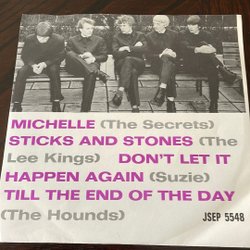 MICHELLE (The Secrets)
STICKS AND STONES (The
Lee Kings) DON'T LET IT
HAPPEN AGAIN (Suzie)
TILL THE END OF THE DAY
(The Hounds) JSEP 5548